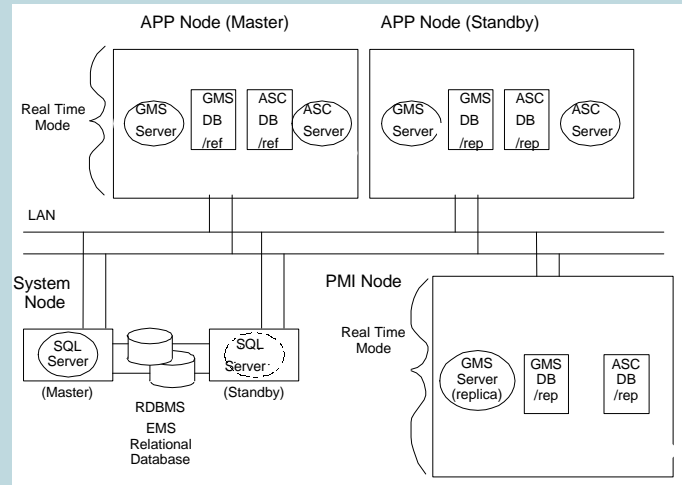 APP Node (Master)
APP Node (Standby)
Real Time
Mode
GMS
Server
GMS
DB
/ref
ASC
DB
/ref
ASC
Server
GMS
Server
GMS
DB
/rep
ASC
DB
/rep
ASC
Server
LAN
System
Node
SQL
Server
(Master)
SQL
Server
(Standby)
RDBMS
EMS
Relational
Database
PMI Node
Real Time
Mode
GMS
Server
(replica)
GMS
DB
/rep
ASC
DB
/rep